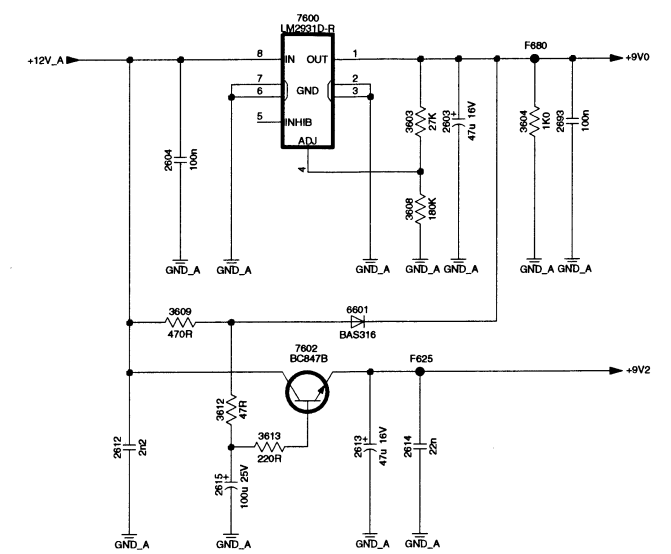 7600
LM2931D-R
8 IN OUT 1
F680
+12V_A
+9V0
7 2
6 GND 3
5 INHIB
ADJ
4
2604
100n
3603
27K
2603
+
47u 16V
3604
1K0
2693
100n
3608
180K
GND_A
GND_A
GND_A
GND_A
GND_A
GND_A
GND_A
3609
470R
6601
BAS316
7602
BC847B
F625
+9V2
3612
47R
2612
2n2
3613
220R
2615
+
100u 25V
2613
+
47u 16V
2614
22n
GND_A
GND_A
GND_A
GND_A